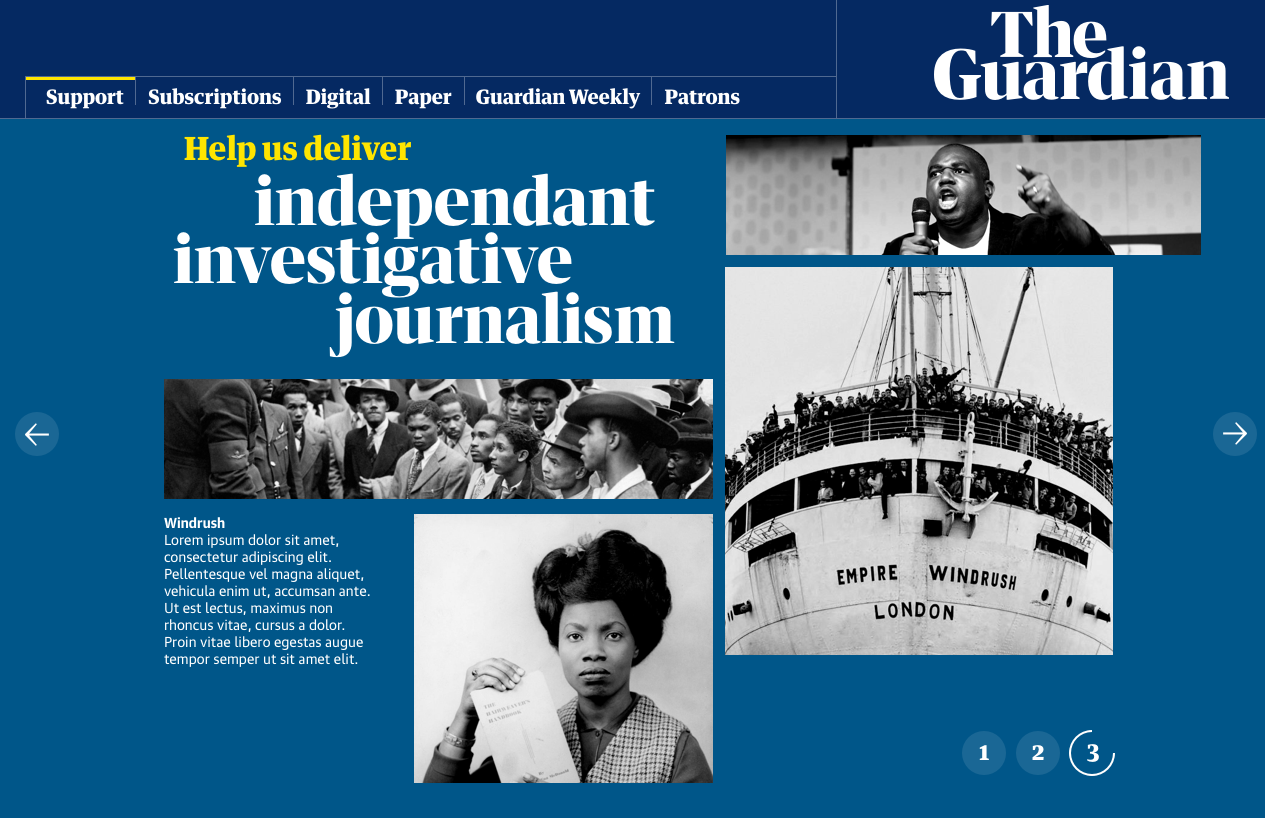 The
Guardian
Support
Subscriptions
Digital
Paper
Guardian Weekly
Patrons
Help us deliver
independant
investigative
journalism
Windrush
Lorem ipsum dolor sit amet,
consectetur adipiscing elit.
Pellentesque vel magna aliquet,
vehicula enim ut, accumsan ante.
Ut est lectus, maximus non
rhoncus vitae, cursus a dolor.
Proin vitae libero egestas augue
tempor semper ut sit amet elit.
THE
HANDBOOK
By
EMPIRE WINDRUSH
LONDON
1
2
3